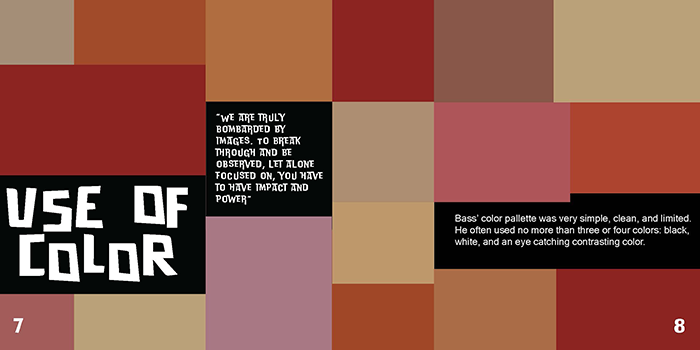 USE OF
COLOR
"WE ARE TRULY
BOMBARDED BY
IMAGES. TO BREAK
THROUGH AND BE
OBSERVED, LET ALONE
FOCUSED ON, YOU HAVE
TO HAVE IMPACT AND
POWER"
Bass' color pallette was very simple, clean, and limited.
He often used no more than three or four colors: black,
white, and an eye catching contrasting color.
7
8